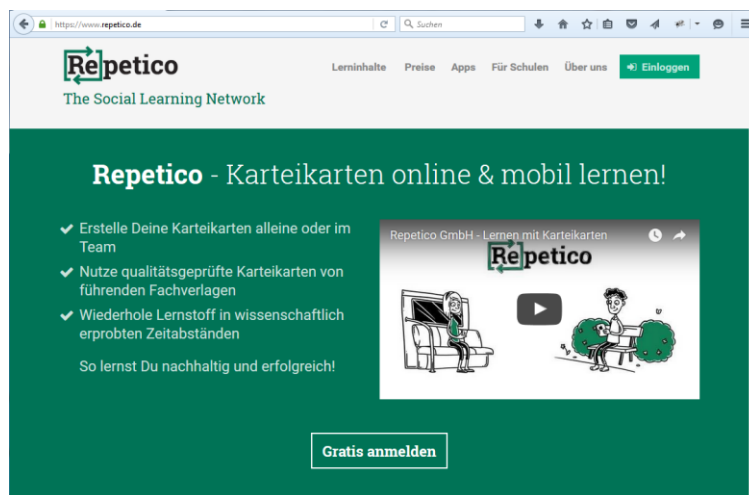 https://www.repetico.de
Suchen
Repetico
The Social Learning Network
Lerninhalte Preise Apps Für Schulen Über uns Einloggen
Repetico - Karteikarten online & mobil lernen!
Erstelle Deine Karteikarten alleine oder im
Team
Nutze qualitätsgeprüfte Karteikarten von
führenden Fachverlagen
Wiederhole Lernstoff in wissenschaftlich
erprobten Zeitabständen
So lernst Du nachhaltig und erfolgreich!
Repetico GmbH - Lernen mit Karteikarten
Repetico
Gratis anmelden